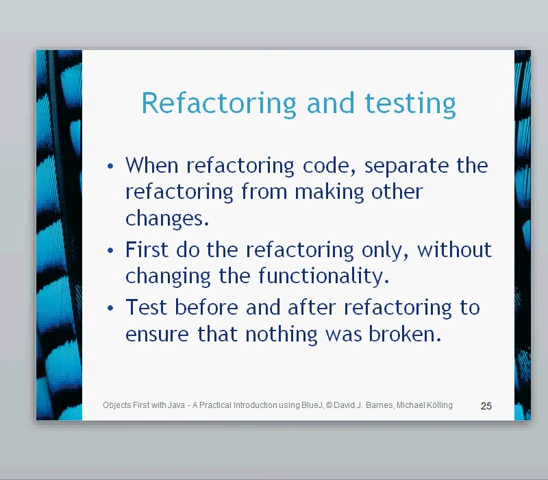 Refactoring and testing
• When refactoring code, separate the
refactoring from making other
changes.
• First do the refactoring only, without
changing the functionality.
• Test before and after refactoring to
ensure that nothing was broken.
Objects First with Java - A Practical Introduction using BlueJ, © David J. Barnes, Michael Kölling
25